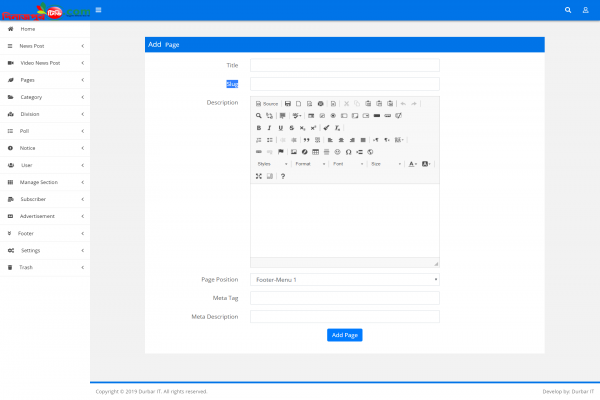 Home
News Post
Video News Post
Pages
Category
Division
Poll
Notice
User
Manage Section
Subscriber
Advertisement
Footer
Settings
Trash
Add Page
Title
Slug
Description
Source
Styles Format Font Size
Page Position Footer-Menu 1
Meta Tag
Meta Description
Add Page
Copyright © 2019 Durbar IT. All rights reserved. Develop by: Durbar IT